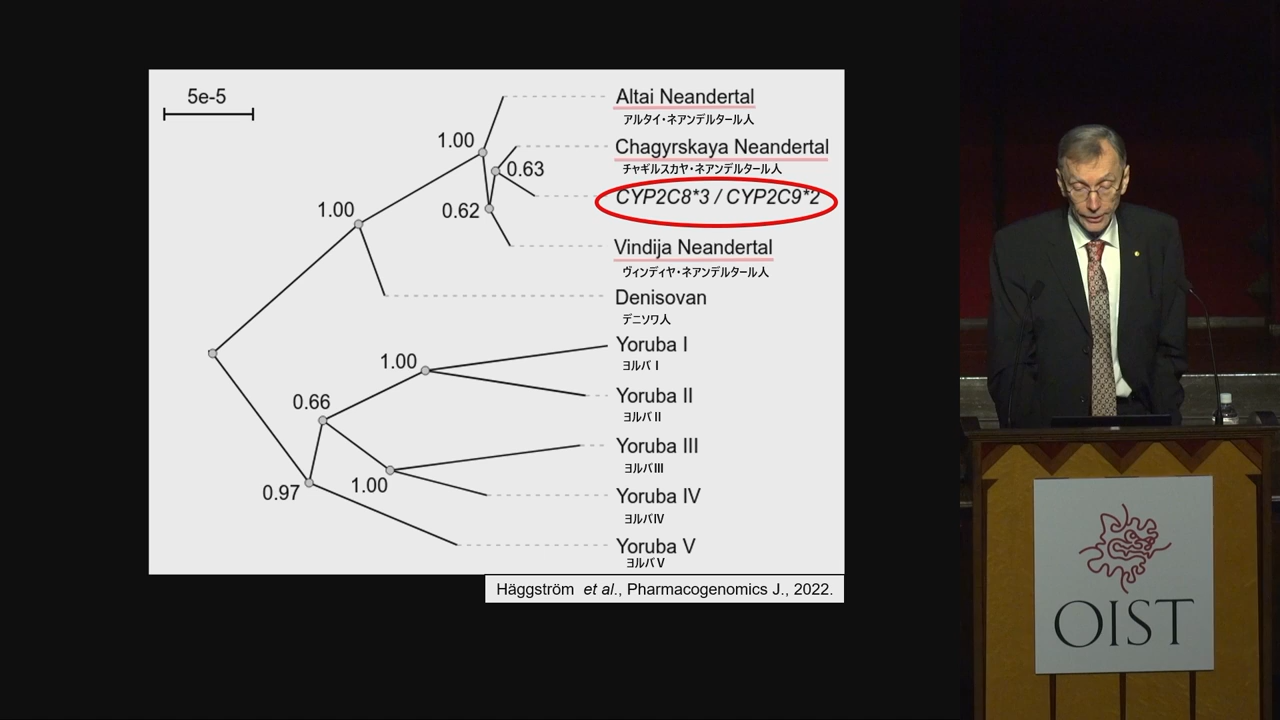 5e-5
1.00
Altai Neandertal
アルタイ・ネアンデルタール人
Chagyrskaya Neandertal
チャギルスカヤ・ネアンデルタール人
0.63
CYP2C8*3 / CYP2C9*2
1.00
0.62
Vindija Neandertal
ヴィンディヤ・ネアンデルタール人
Denisovan
デニソワ人
1.00
Yoruba I
ヨルバ I
0.66
Yoruba II
ヨルバ II
Yoruba III
ヨルバIII
1.00
0.97
Yoruba IV
ヨルバIV
Yoruba V
ヨルバ V
Häggström et al., Pharmacogenomics J., 2022.
OIST